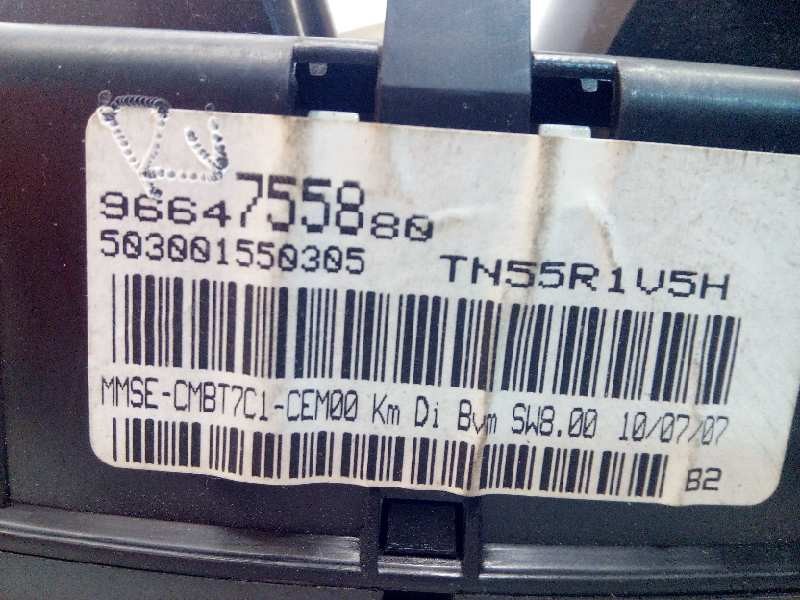 9664755880
503001550305 TN55R1V5H
MMSE-CMBT7C1-CEM00 Km Di Bvm SW8.00 10/07/07
B2